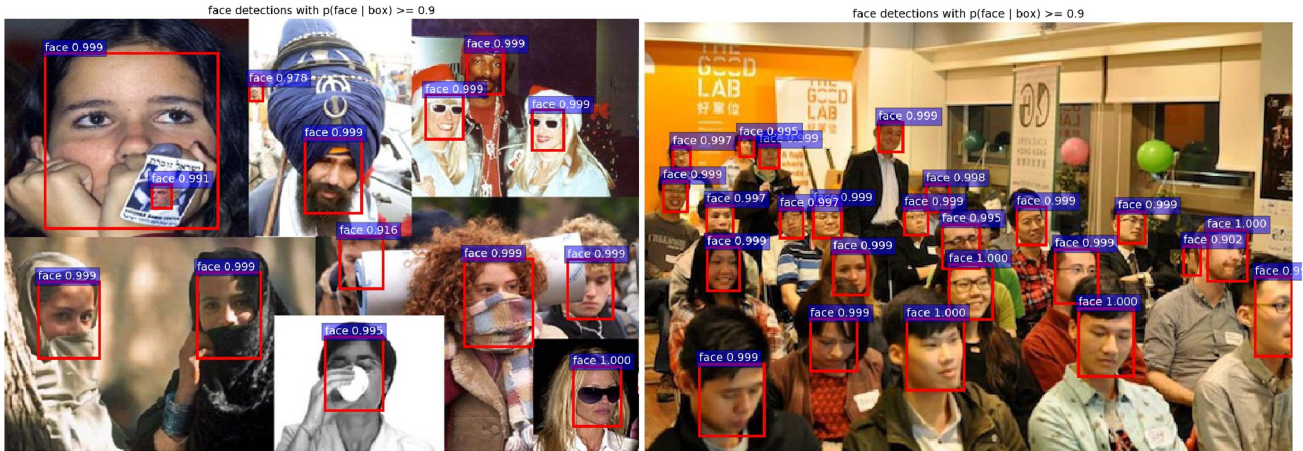 face detections with p(face | box) >= 0.9
face 0.999
face 0.978
face 0.999
face 0.999
face 0.999
face 0.999
face 0.991
face 0.916
face 0.999
face 0.999
face 0.999
face 0.999
face 0.995
face 1.000
face detections with p(face | box) >= 0.9
THE
GOOD
LAB
好單位
THE
GOOD
LAB
好單位
face 0.999
face 0.995
face 0.999
face 0.997
face 0.999
face 0.998
face 0.997
face 0.997
face 0.999
face 0.999
face 0.999
face 0.999
face 0.995
face 1.000
face 0.902
face 0.999
face 0.999
face 0.999
face 1.000
face 1.000
face 1.000
face 0.999
face 0.999